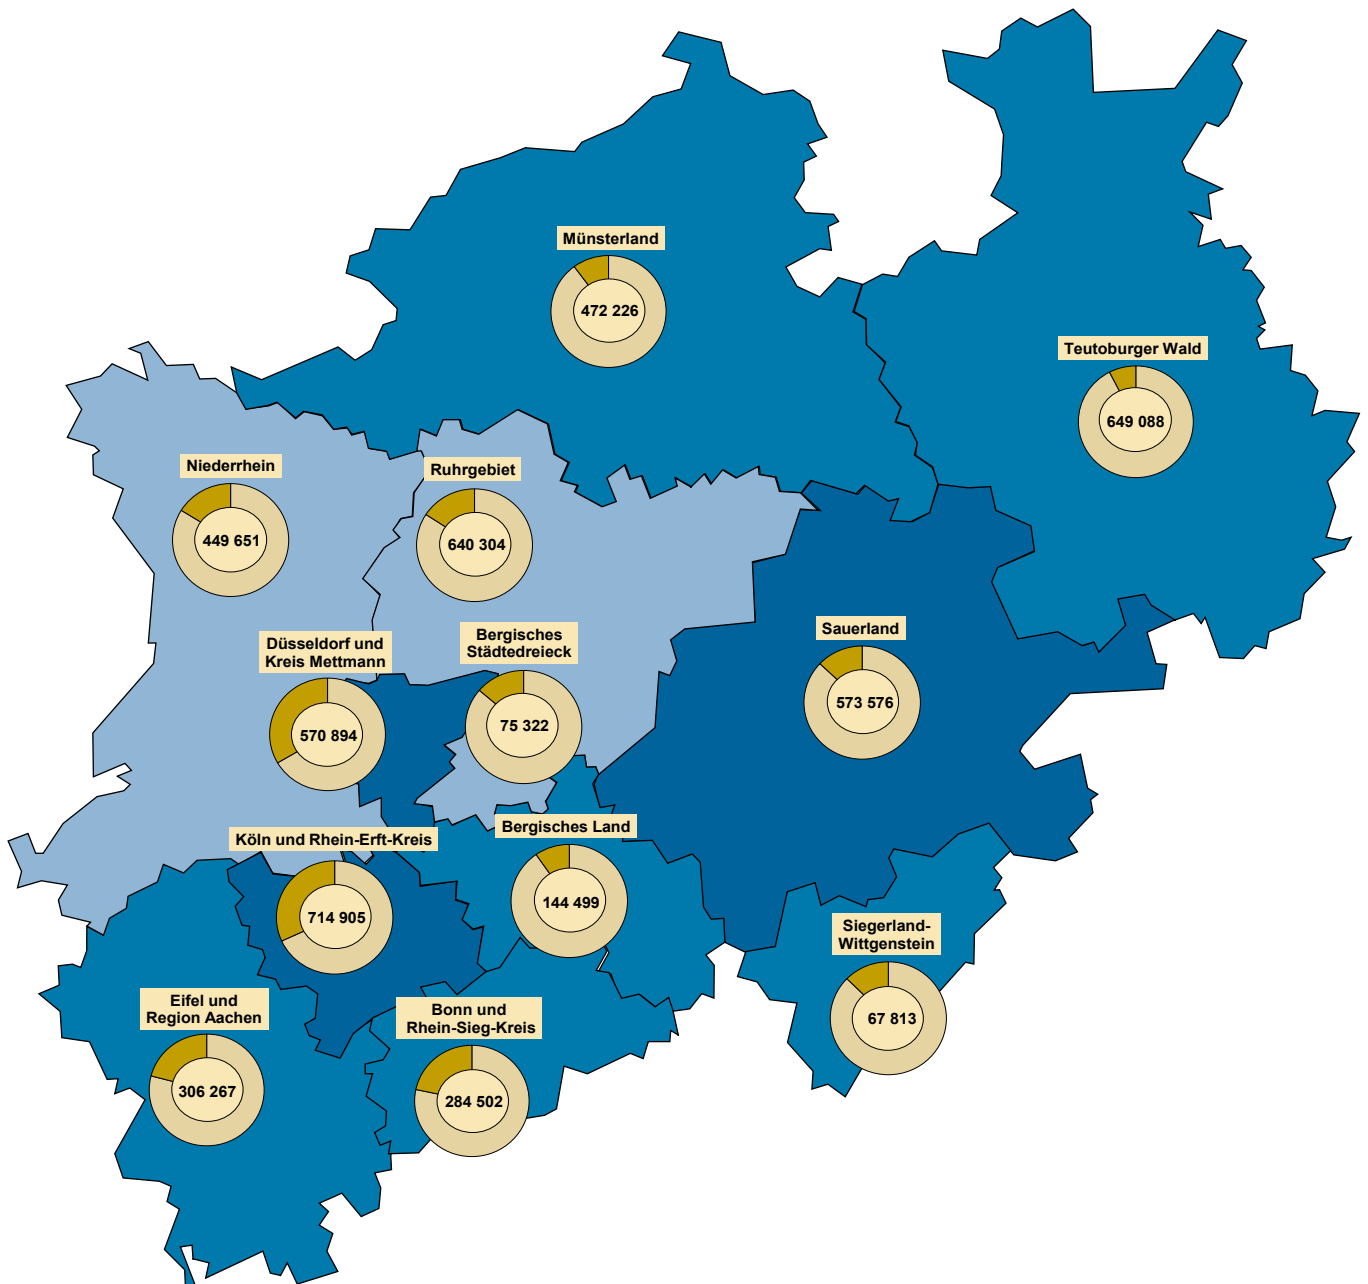 Münsterland
472 226
Teutoburger Wald
649 088
Niederrhein
449 651
Ruhrgebiet
640 304
Düsseldorf und
Kreis Mettmann
570 894
Bergisches
Städtedreieck
75 322
Sauerland
573 576
Köln und Rhein-Erft-Kreis
714 905
Bergisches Land
144 499
Siegerland-
Wittgenstein
67 813
Eifel und
Region Aachen
306 267
Bonn und
Rhein-Sieg-Kreis
284 502